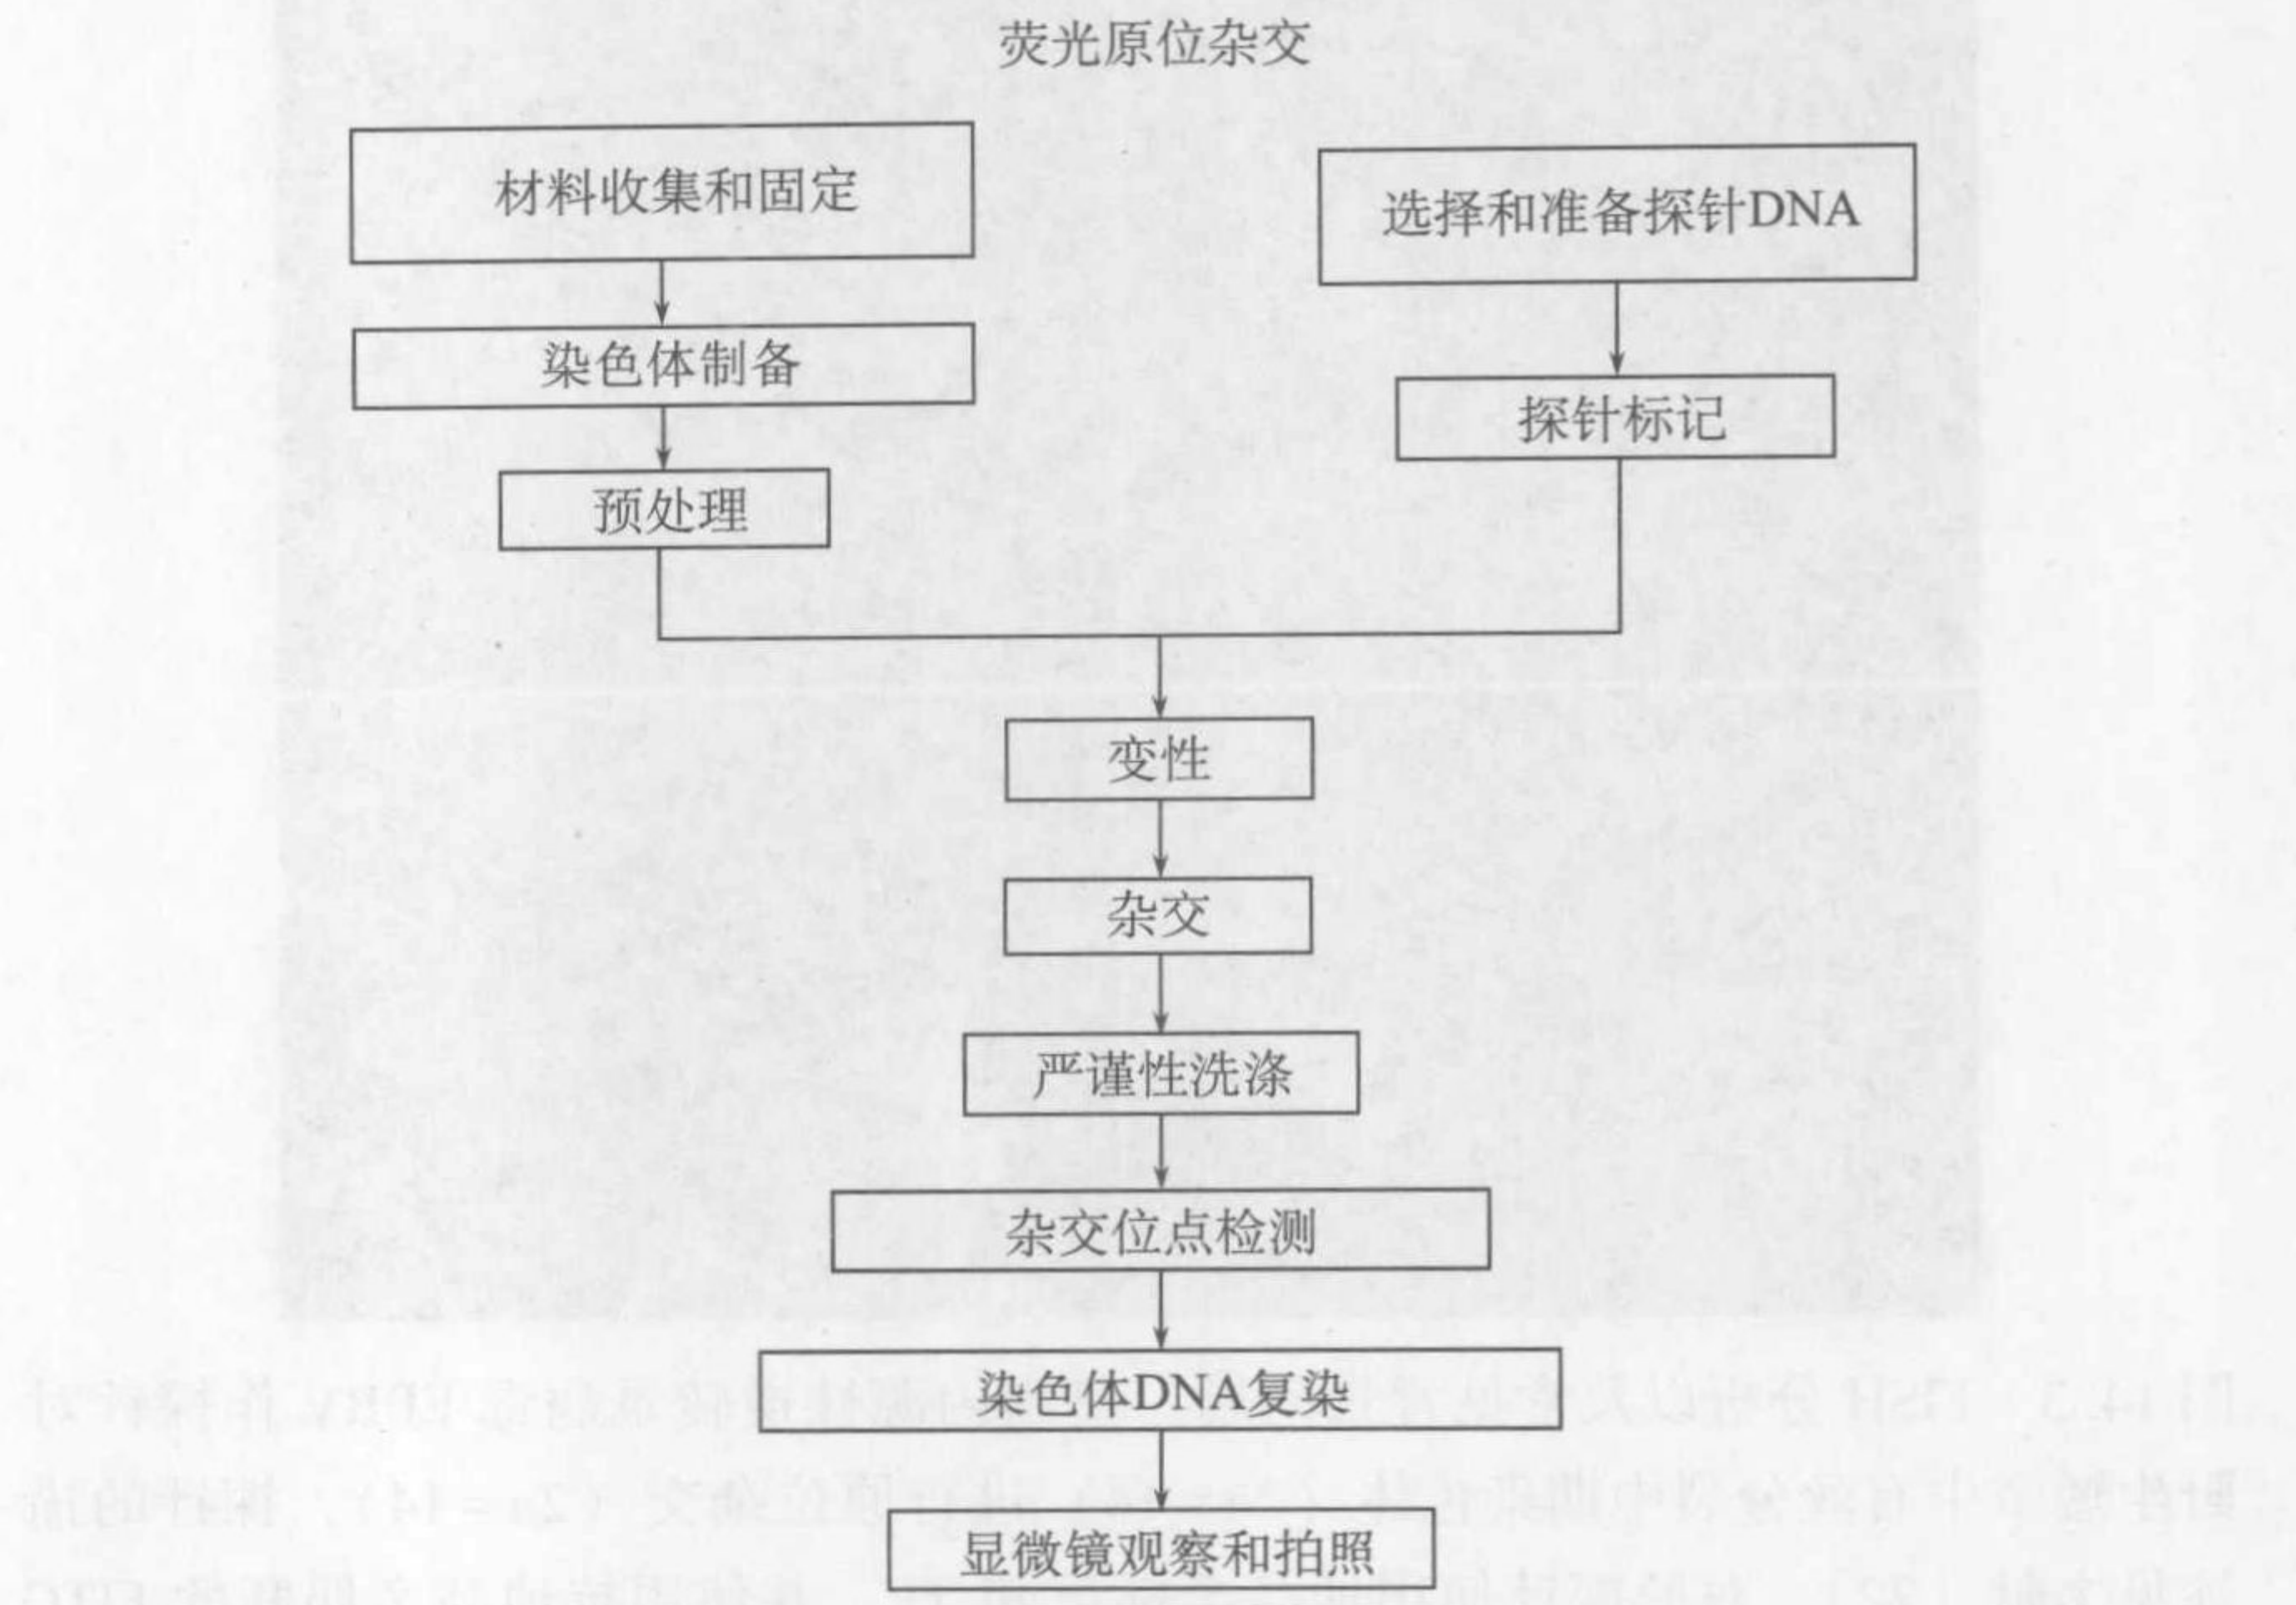 荧光原位杂交
材料收集和固定
选择和准备探针DNA
染色体制备
探针标记
预处理
变性
杂交
严谨性洗涤
杂交位点检测
染色体DNA复染
显微镜观察和拍照